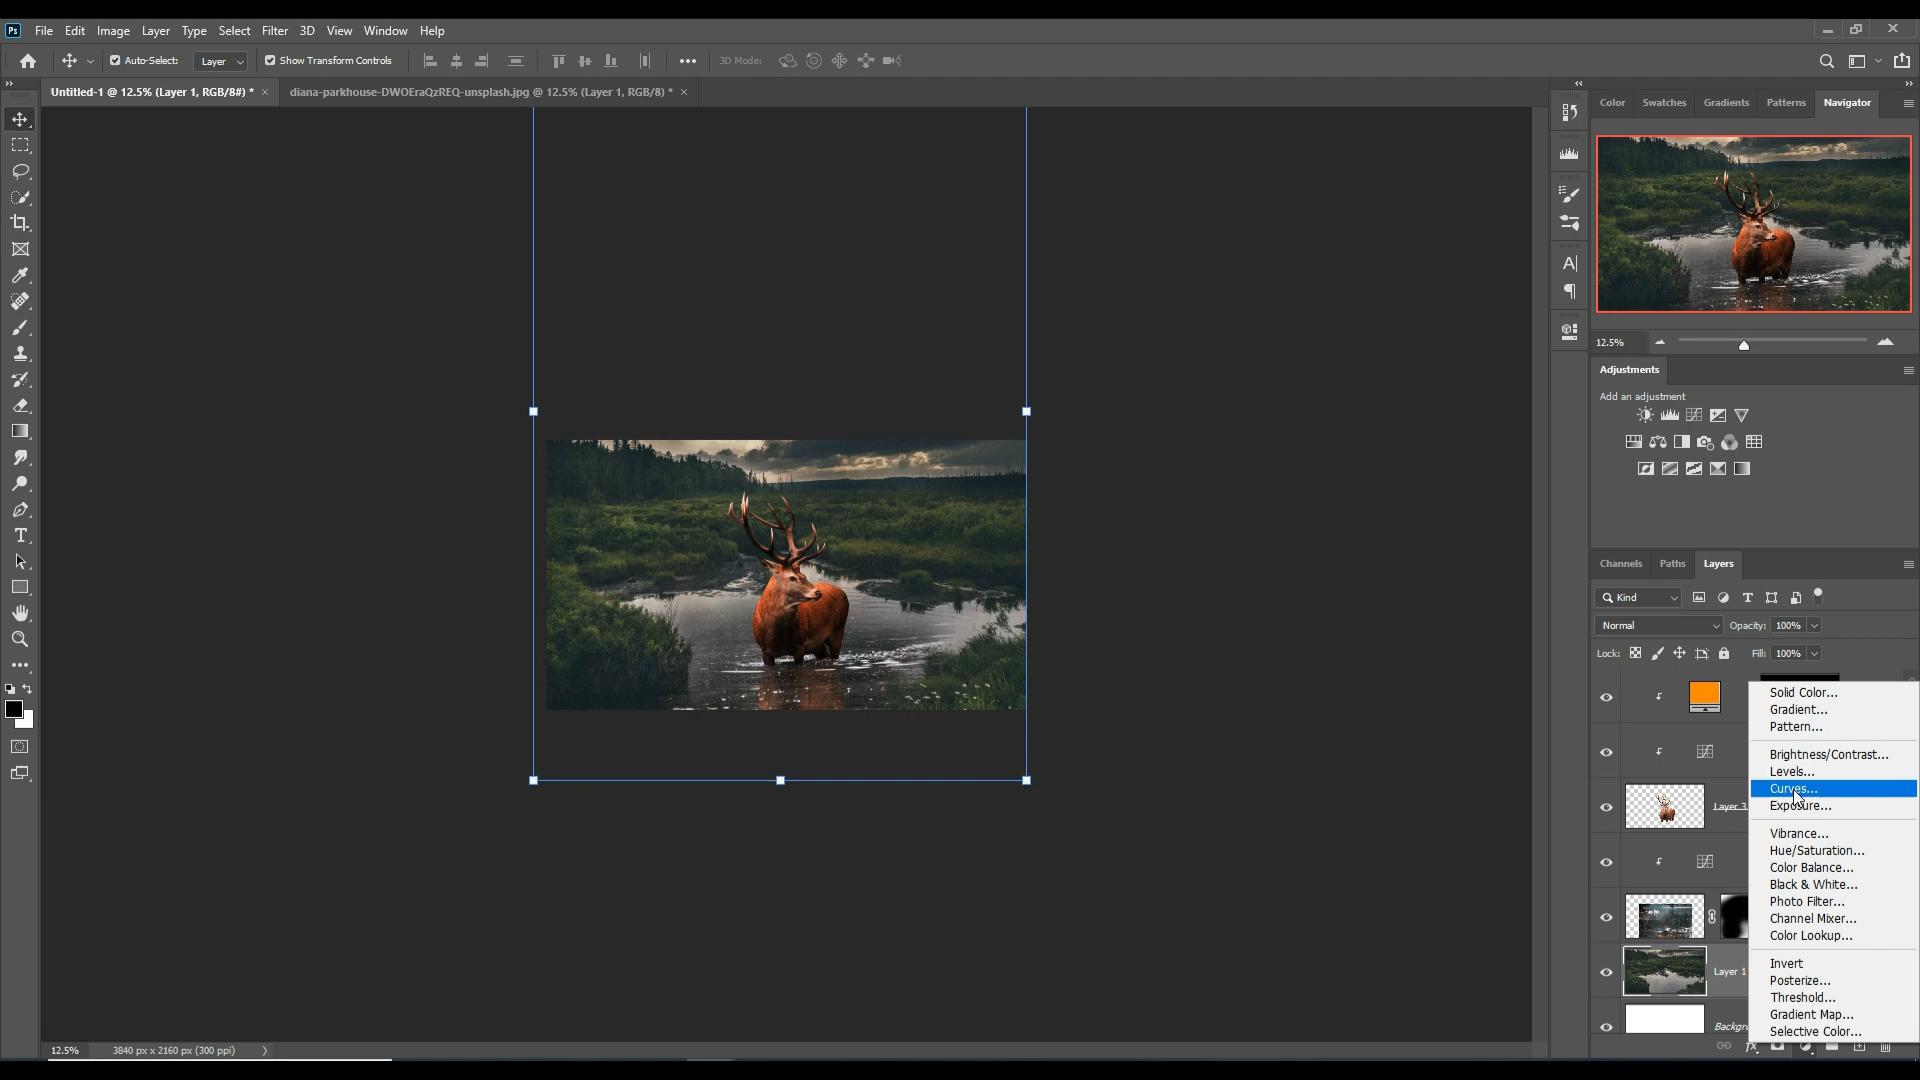 Ps File Edit Image Layer Type Select Filter 3D View Window Help
Auto-Select: Layer Show Transform Controls 3D Mode:
Untitled-1 @ 12.5% (Layer 1, RGB/8#) * × diana-parkhouse-DWOEraQzREQ-unsplash.jpg @ 12.5% (Layer 1, RGB/8) * ×
Color Swatches Gradients Patterns Navigator
12.5%
Adjustments
Add an adjustment
Channels Paths Layers
Kind
Normal Opacity: 100%
Lock: Fill: 100%
Solid Color...
Gradient...
Pattern...
Brightness/Contrast...
Levels...
Curves...
Exposure...
Layer 3
Vibrance...
Hue/Saturation...
Color Balance...
Black & White...
Photo Filter...
Channel Mixer...
Color Lookup...
Invert
Layer 1
Posterize...
Threshold...
Gradient Map...
Selective Color...
12.5% 3840 px x 2160 px (300 ppi)